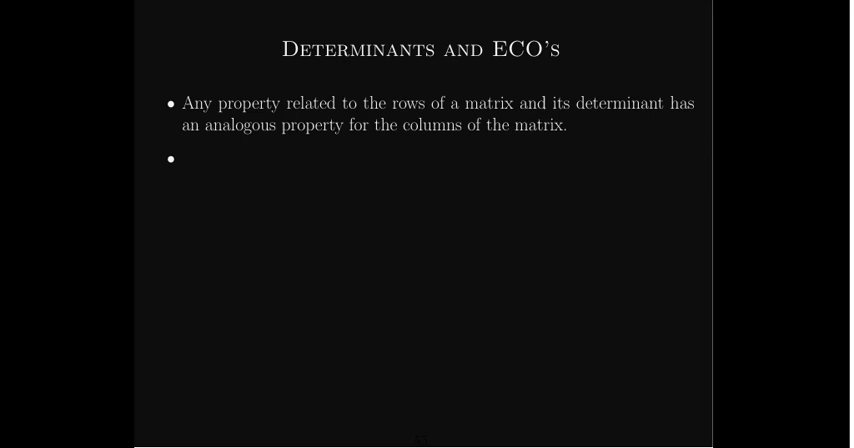 Determinants and ECO's
• Any property related to the rows of a matrix and its determinant has
an analogous property for the columns of the matrix.
•